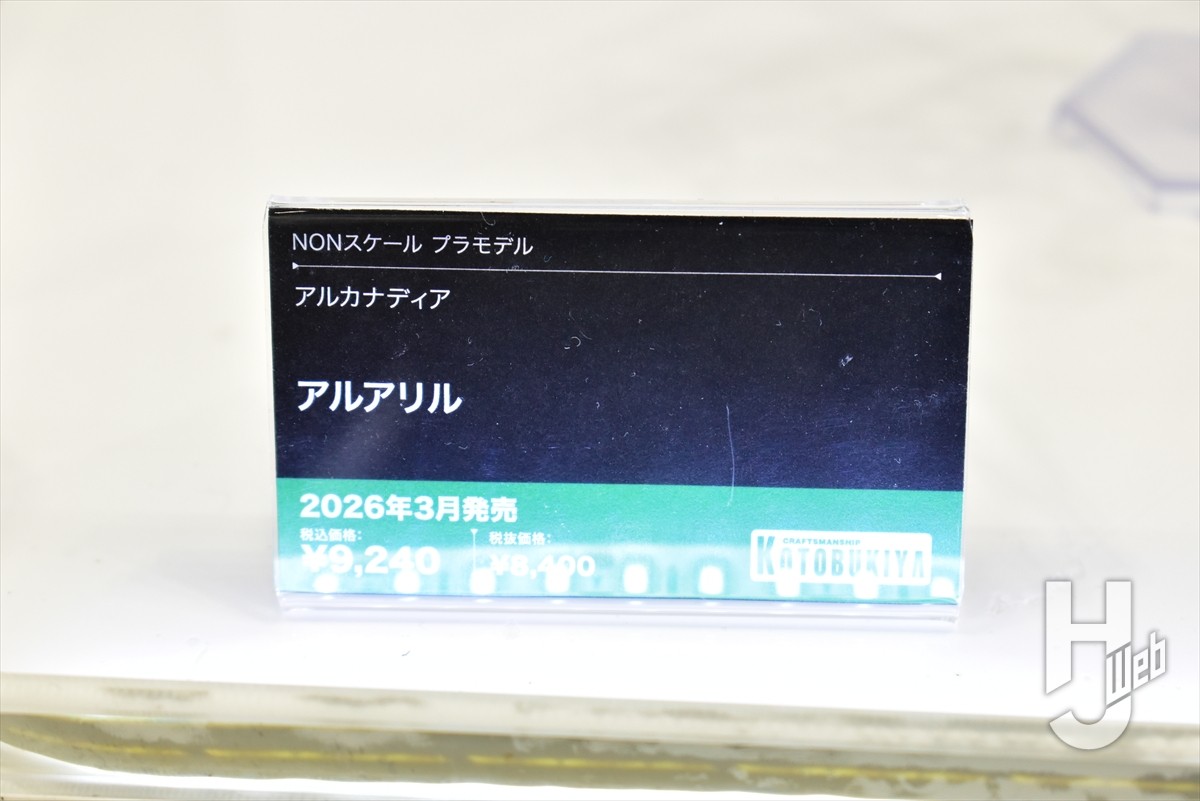 NONスケール プラモデル
アルカナディア
アルアリル
2026年3月発売
税込価格: 税抜価格:
¥9,240 ¥8,400
CRAFTSMANSHIP
KOTOBUKIYA
HJ Web